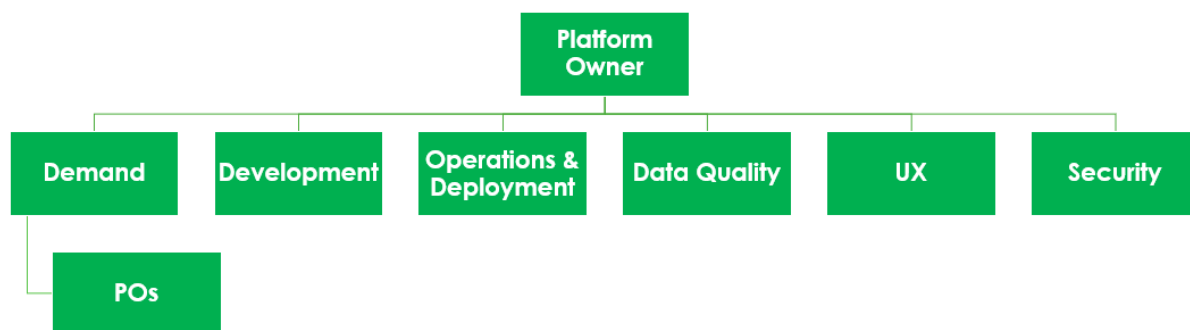 Platform
Owner
Demand
Development
Operations &
Deployment
Data Quality
UX
Security
POs